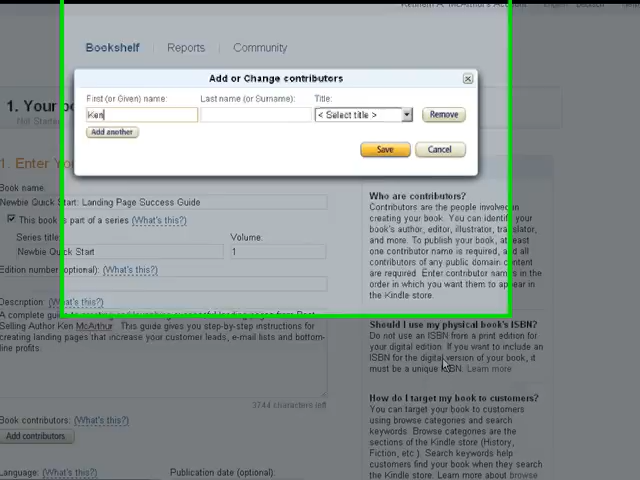 Bookshelf Reports Community
Add or Change contributors
First (or Given) name: Last name (or Surname): Title:
Ken < Select title > Remove
Add another
Save Cancel
1. Your bo
1. Enter Yo
Book name:
Newbie Quick Start: Landing Page Success Guide
This book is part of a series (What's this?)
Series title: Volume:
Newbie Quick Start 1
Edition number (optional): (What's this?)
Description: (What's this?)
A complete guide to
Selling Author Ken McArthur. This guide gives you step-by-step instructions for
creating landing pages that increase your customer leads, e-mail lists and bottom-
line profits.
3744 characters left
Book contributors: (What's this?)
Add contributors
Language: (What's this?) Publication date (optional):
Who are contributors?
Contributors are the people involved in
creating your book. You can identify your
book's author, editor, illustrator, translator,
and more. To publish your book, at least
one contributor name is required, and all
contributors of any public domain content
are required. Enter contributor names in the
order in which you want them to appear in
the Kindle store.
Should I use my physical book's ISBN?
Do not use an ISBN from a print edition for
your digital edition. If you want to include an
ISBN for the digital version of your book, it
must be a unique ISBN. Learn more
How do I target my book to customers?
You can target your book to customers
using browse categories and search
keywords. Browse categories are the
sections of the Kindle store (History,
Fiction, etc.). Search keywords help
customers find your book when they search
the Kindle store. Learn more about browse